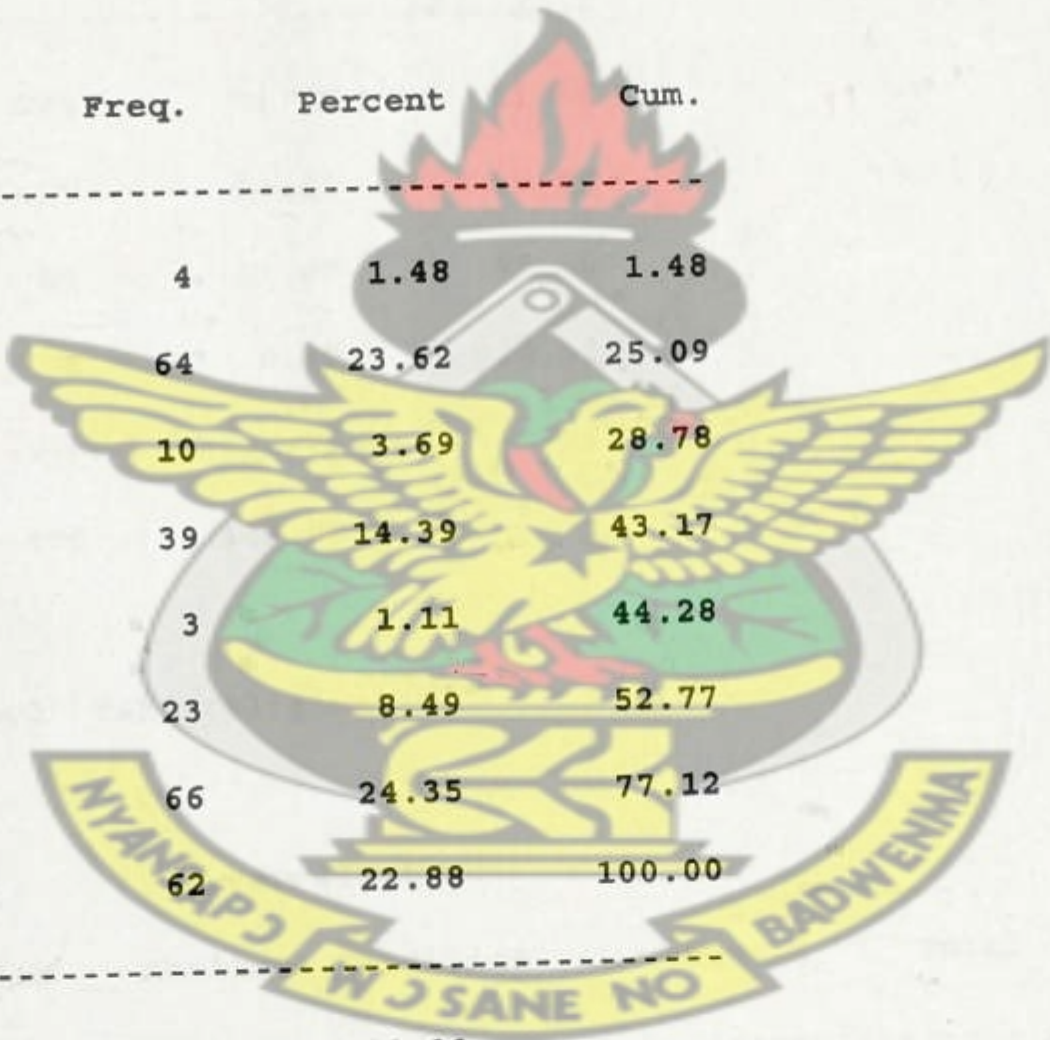 Freq. Percent Cum.
4 1.48 1.48
64 23.62 25.09
10 3.69 28.78
39 14.39 43.17
3 1.11 44.28
23 8.49 52.77
66 24.35 77.12
62 22.88 100.00
NYANSAPƆ WƆSANE NO BADWENMA